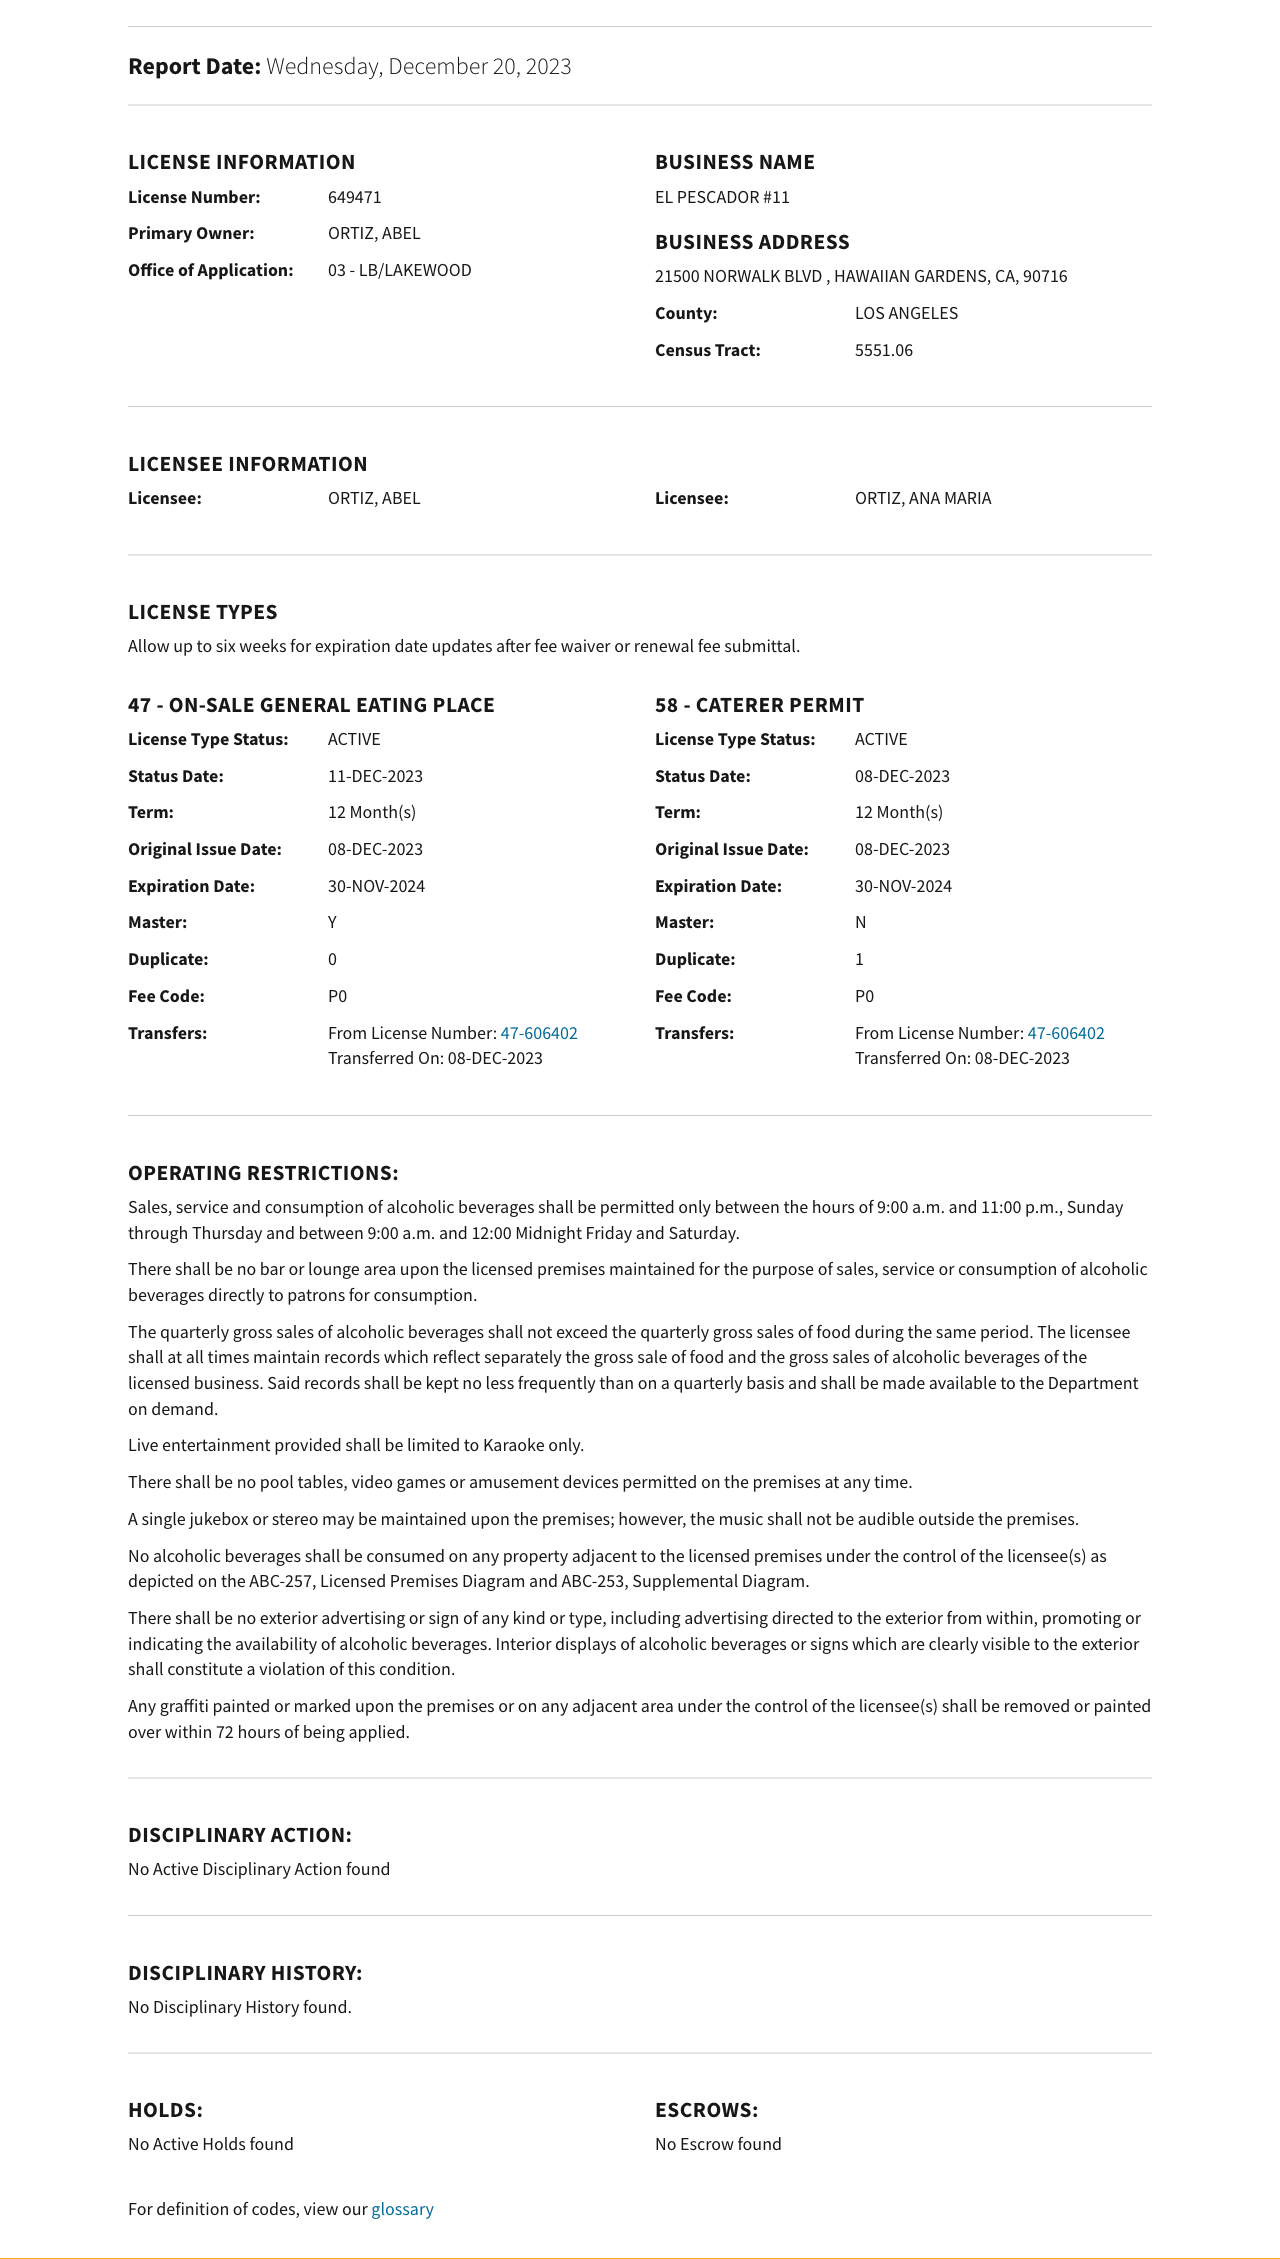 Report Date: Wednesday, December 20, 2023
LICENSE INFORMATION
License Number: 649471
Primary Owner: ORTIZ, ABEL
Office of Application: 03 - LB/LAKEWOOD
BUSINESS NAME
EL PESCADOR #11
BUSINESS ADDRESS
21500 NORWALK BLVD , HAWAIIAN GARDENS, CA, 90716
County: LOS ANGELES
Census Tract: 5551.06
LICENSEE INFORMATION
Licensee: ORTIZ, ABEL
Licensee: ORTIZ, ANA MARIA
LICENSE TYPES
Allow up to six weeks for expiration date updates after fee waiver or renewal fee submittal.
47 - ON-SALE GENERAL EATING PLACE
License Type Status: ACTIVE
Status Date: 11-DEC-2023
Term: 12 Month(s)
Original Issue Date: 08-DEC-2023
Expiration Date: 30-NOV-2024
Master: Y
Duplicate: 0
Fee Code: P0
Transfers: From License Number: 47-606402
Transferred On: 08-DEC-2023
58 - CATERER PERMIT
License Type Status: ACTIVE
Status Date: 08-DEC-2023
Term: 12 Month(s)
Original Issue Date: 08-DEC-2023
Expiration Date: 30-NOV-2024
Master: N
Duplicate: 1
Fee Code: P0
Transfers: From License Number: 47-606402
Transferred On: 08-DEC-2023
OPERATING RESTRICTIONS:
Sales, service and consumption of alcoholic beverages shall be permitted only between the hours of 9:00 a.m. and 11:00 p.m., Sunday
through Thursday and between 9:00 a.m. and 12:00 Midnight Friday and Saturday.
There shall be no bar or lounge area upon the licensed premises maintained for the purpose of sales, service or consumption of alcoholic
beverages directly to patrons for consumption.
The quarterly gross sales of alcoholic beverages shall not exceed the quarterly gross sales of food during the same period. The licensee
shall at all times maintain records which reflect separately the gross sale of food and the gross sales of alcoholic beverages of the
licensed business. Said records shall be kept no less frequently than on a quarterly basis and shall be made available to the Department
on demand.
Live entertainment provided shall be limited to Karaoke only.
There shall be no pool tables, video games or amusement devices permitted on the premises at any time.
A single jukebox or stereo may be maintained upon the premises; however, the music shall not be audible outside the premises.
No alcoholic beverages shall be consumed on any property adjacent to the licensed premises under the control of the licensee(s) as
depicted on the ABC-257, Licensed Premises Diagram and ABC-253, Supplemental Diagram.
There shall be no exterior advertising or sign of any kind or type, including advertising directed to the exterior from within, promoting or
indicating the availability of alcoholic beverages. Interior displays of alcoholic beverages or signs which are clearly visible to the exterior
shall constitute a violation of this condition.
Any graffiti painted or marked upon the premises or on any adjacent area under the control of the licensee(s) shall be removed or painted
over within 72 hours of being applied.
DISCIPLINARY ACTION:
No Active Disciplinary Action found
DISCIPLINARY HISTORY:
No Disciplinary History found.
HOLDS:
No Active Holds found
ESCROWS:
No Escrow found
For definition of codes, view our glossary